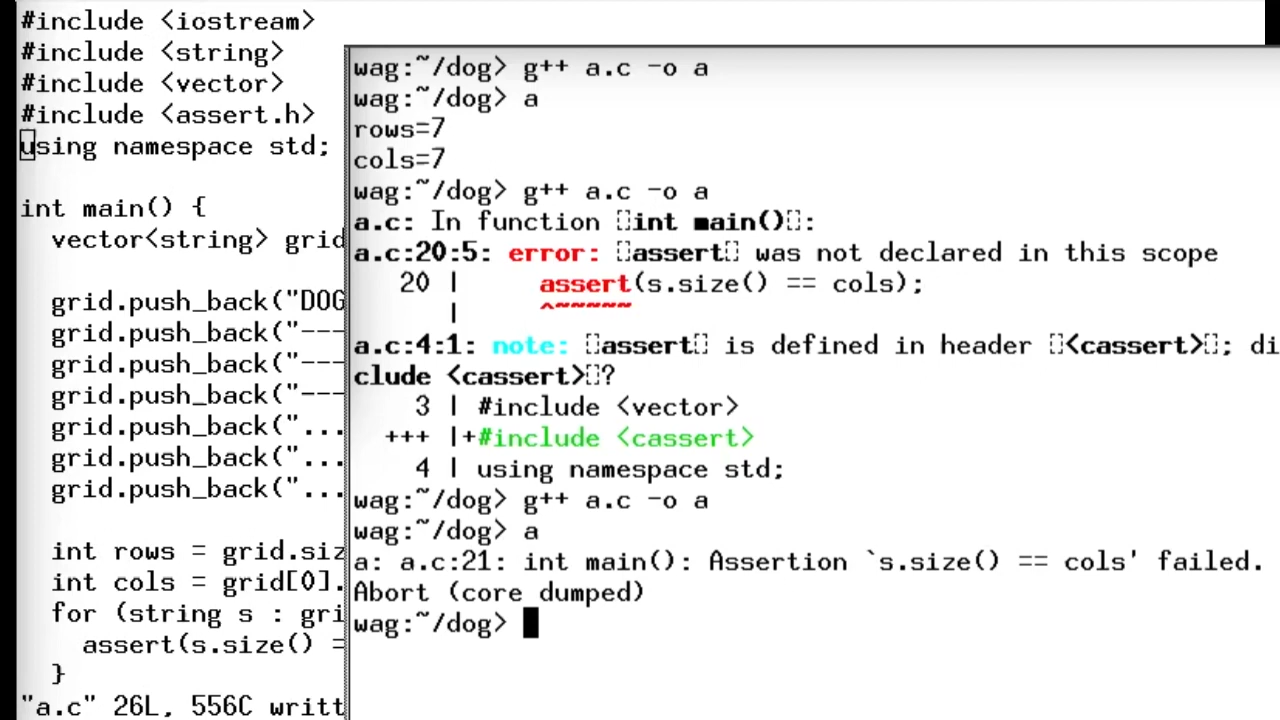 #include <iostream>
#include <string>
#include <vector>
#include <assert.h>
using namespace std;
int main() {
vector<string> grid
grid.push_back("DOG
grid.push_back("---
grid.push_back("---
grid.push_back("---
grid.push_back("...
grid.push_back("...
grid.push_back("...
int rows = grid.siz
int cols = grid[0].
for (string s : gri
assert(s.size() =
}
"a.c" 26L, 556C writt
wag:~/dog> g++ a.c -o a
wag:~/dog> a
rows=7
cols=7
wag:~/dog> g++ a.c -o a
a.c: In function int main():
a.c:20:5: error: assert was not declared in this scope
20 | assert(s.size() == cols);
| ^~~~~~
a.c:4:1: note: assert is defined in header <cassert>; di
clude <cassert>?
3 | #include <vector>
+++ |+#include <cassert>
4 | using namespace std;
wag:~/dog> g++ a.c -o a
wag:~/dog> a
a: a.c:21: int main(): Assertion `s.size() == cols' failed.
Abort (core dumped)
wag:~/dog>